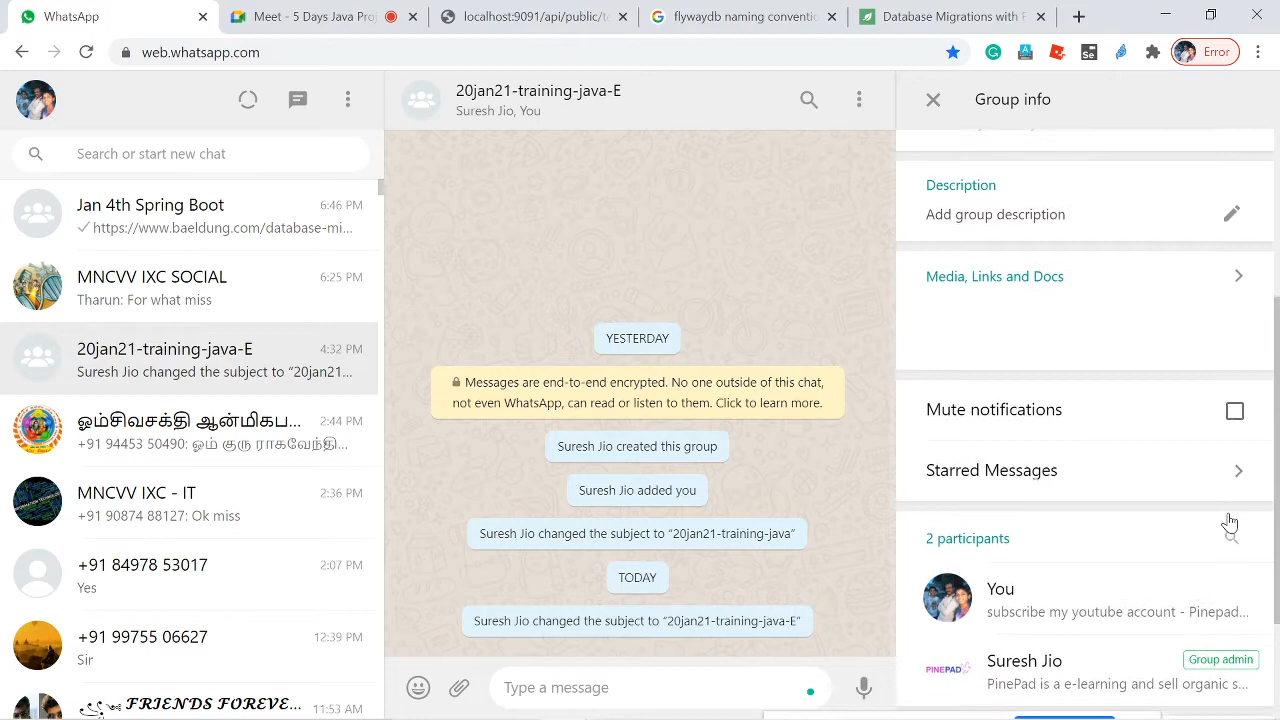 WhatsApp
Meet - 5 Days Java Proj
localhost:9091/api/public/t
flywaydb naming conventi
Database Migrations with F
web.whatsapp.com
Error
Search or start new chat
Jan 4th Spring Boot
6:46 PM
https://www.baeldung.com/database-mi...
MNCVV IXC SOCIAL
6:25 PM
Tharun: For what miss
20jan21-training-java-E
4:32 PM
Suresh Jio changed the subject to “20jan21...
ஓம்சிவசக்தி ஆன்மிகப...
2:44 PM
+91 94453 50490: ஓம் குரு ராகவேந்தி...
MNCVV IXC - IT
2:36 PM
+91 90874 88127: Ok miss
+91 84978 53017
2:07 PM
Yes
+91 99755 06627
12:39 PM
Sir
𝓕𝓡𝓘𝓔𝓝𝓓𝓢 𝓕𝓞𝓡𝓔𝓥𝓔...
11:53 AM
20jan21-training-java-E
Suresh Jio, You
YESTERDAY
Messages are end-to-end encrypted. No one outside of this chat,
not even WhatsApp, can read or listen to them. Click to learn more.
Suresh Jio created this group
Suresh Jio added you
Suresh Jio changed the subject to “20jan21-training-java”
TODAY
Suresh Jio changed the subject to “20jan21-training-java-E”
Type a message
Group info
Description
Add group description
Media, Links and Docs
Mute notifications
Starred Messages
2 participants
You
subscribe my youtube account - Pinepad...
PINEPAD
Suresh Jio
Group admin
PinePad is a e-learning and sell organic s...